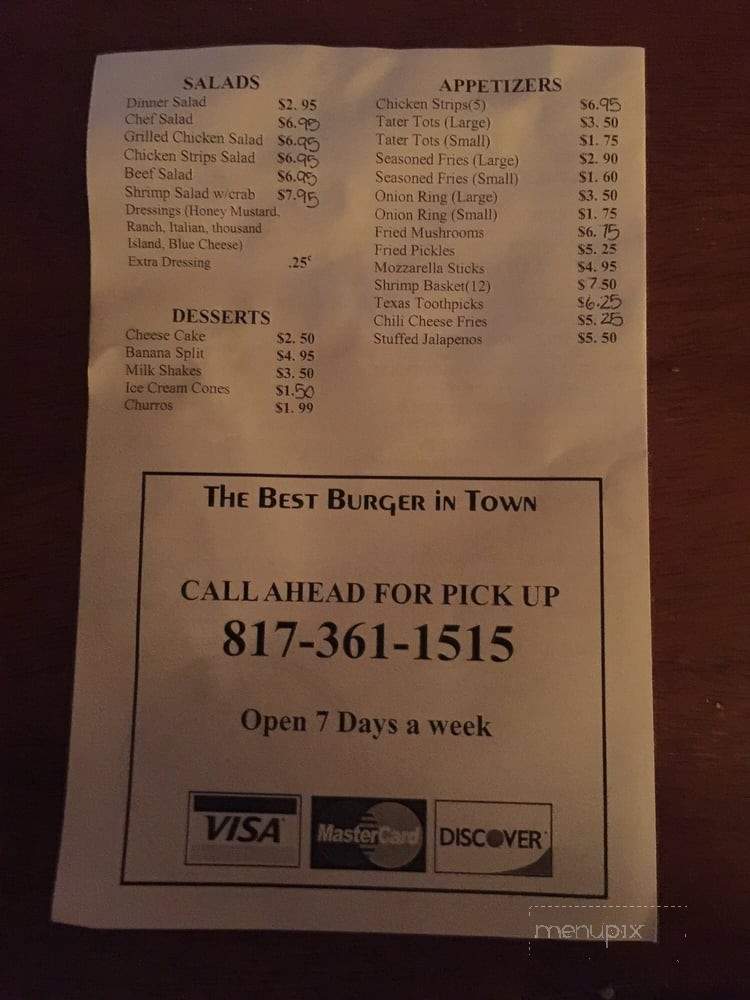 SALADS
Dinner Salad $2. 95
Chef Salad $6.95
Grilled Chicken Salad $6.95
Chicken Strips Salad $6.95
Beef Salad $6.95
Shrimp Salad w/crab $7.95
Dressings (Honey Mustard,
Ranch, Italian, thousand
Island, Blue Cheese)
Extra Dressing .25¢
DESSERTS
Cheese Cake $2. 50
Banana Split $4. 95
Milk Shakes $3. 50
Ice Cream Cones $1.50
Churros $1. 99
APPETIZERS
Chicken Strips(5) $6.95
Tater Tots (Large) $3. 50
Tater Tots (Small) $1. 75
Seasoned Fries (Large) $2. 90
Seasoned Fries (Small) $1. 60
Onion Ring (Large) $3. 50
Onion Ring (Small) $1. 75
Fried Mushrooms $6. 75
Fried Pickles $5. 25
Mozzarella Sticks $4. 95
Shrimp Basket(12) $ 7.50
Texas Toothpicks $6.25
Chili Cheese Fries $5. 25
Stuffed Jalapenos $5. 50
THE BEST BURGER iN TOWN
CALL AHEAD FOR PICK UP
817-361-1515
Open 7 Days a week
VISA MasterCard DISCOVER
menupix